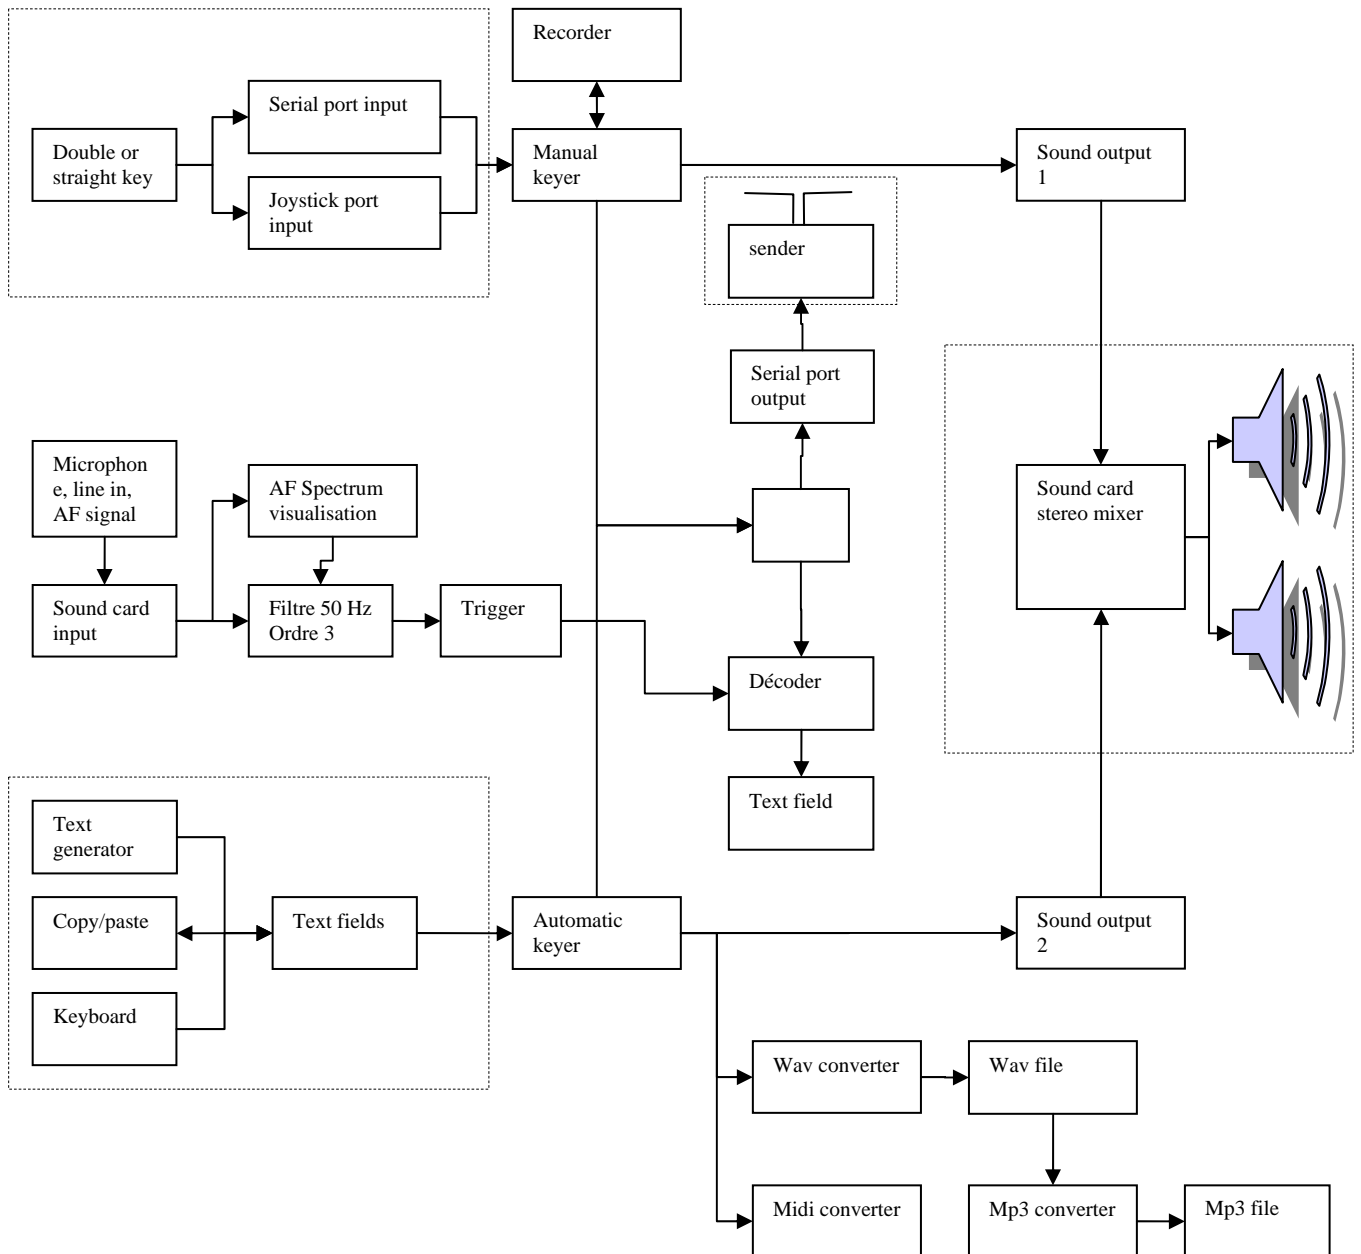 Recorder
Serial port input
Double or
straight key
Joystick port
input
Manual
keyer
Sound output
1
sender
Serial port
output
Microphon
e, line in,
AF signal
AF Spectrum
visualisation
Sound card
stereo mixer
Sound card
input
Filtre 50 Hz
Ordre 3
Trigger
Décoder
Text field
Text
generator
Copy/paste
Text fields
Automatic
keyer
Sound output
2
Keyboard
Wav converter
Wav file
Midi converter
Mp3 converter
Mp3 file